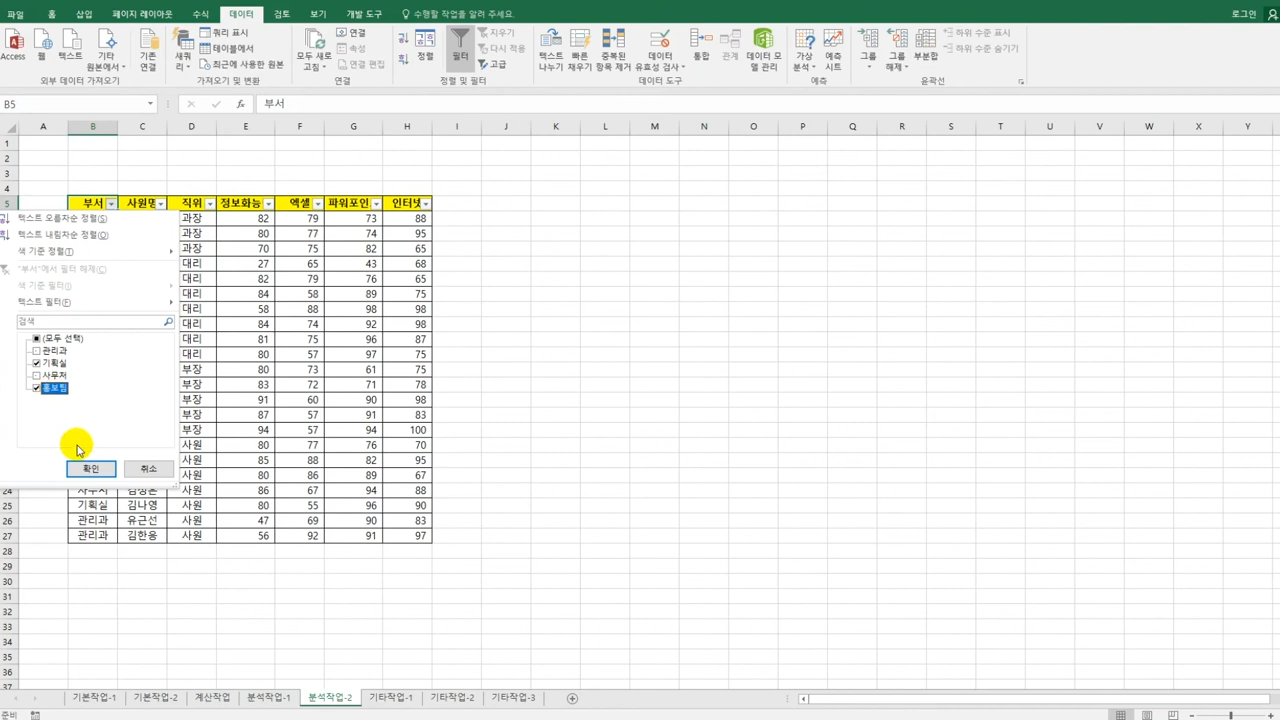 파일 홈 삽입 페이지 레이아웃 수식 데이터 검토 보기 개발 도구 수행할 작업을 알려 주세요. 로그인
Access 웹 텍스트 기타 원본에서 기존 연결 새 쿼리 쿼리 표시 테이블에서 최근에 사용한 원본 모두 새로 고침 연결 속성 연결 편집 정렬 필터 지우기 다시 적용 고급 텍스트 나누기 빠른 채우기 중복된 항목 제거 데이터 유효성 검사 통합 관계 데이터 모델 관리 가상 분석 예측 시트 그룹 그룹 해제 부분합 하위 수준 표시 하위 수준 숨기기
외부 데이터 가져오기 가져오기 및 변환 연결 정렬 및 필터 데이터 도구 예측 윤곽선
B5 fx 부서
A B C D E F G H I J K L M N O P Q R S T U V W X Y
1
2
3
4
5 부서 사원명 직위 정보화능 엑셀 파워포인 인터넷
텍스트 오름차순 정렬(S) 과장 82 79 73 88
텍스트 내림차순 정렬(O) 과장 80 77 74 95
색 기준 정렬(T) 과장 70 75 82 65
"부서"에서 필터 해제(C) 대리 27 65 43 68
색 기준 필터(I) 대리 82 79 76 65
텍스트 필터(F) 대리 84 58 89 75
대리 58 88 98 98
검색 대리 84 74 92 98
(모두 선택) 대리 81 75 96 87
관리과 대리 80 57 97 75
기획실 부장 80 73 61 75
사무처 부장 83 72 71 78
홍보팀 부장 91 60 90 98
부장 87 57 91 83
부장 94 57 94 100
사원 80 77 76 70
확인 취소 사원 85 88 82 95
사원 80 86 89 67
24 사무처 사원 86 67 94 88
25 기획실 김나영 사원 80 55 96 90
26 관리과 유근선 사원 47 69 90 83
27 관리과 김한응 사원 56 92 91 97
28
29
30
31
32
33
34
35
36
37
기본작업-1 기본작업-2 계산작업 분석작업-1 분석작업-2 기타작업-1 기타작업-2 기타작업-3
준비